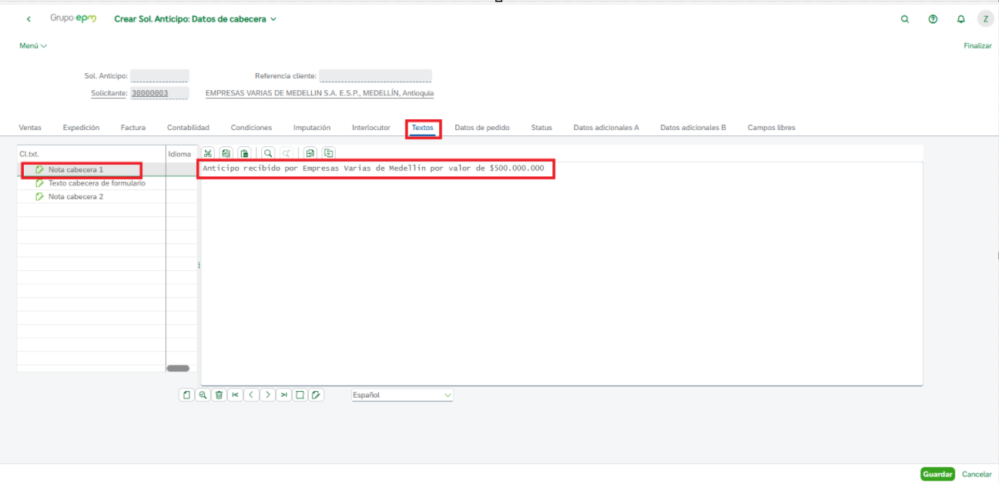 Grupo·epm Crear Sol. Anticipo: Datos de cabecera Z
Menú Finalizar
Sol. Anticipo: Referencia cliente:
Solicitante: 30000003 EMPRESAS VARIAS DE MEDELLIN S.A. E.S.P., MEDELLÍN, Antioquia
Ventas Expedición Factura Contabilidad Condiciones Imputación Interlocutor Textos Datos de pedido Status Datos adicionales A Datos adicionales B Campos libres
Cl.txt. Idioma
Nota cabecera 1 Anticipo recibido por Empresas Varias de Medellín por valor de $500.000.000
Texto cabecera de formulario
Nota cabecera 2
Español
Guardar Cancelar